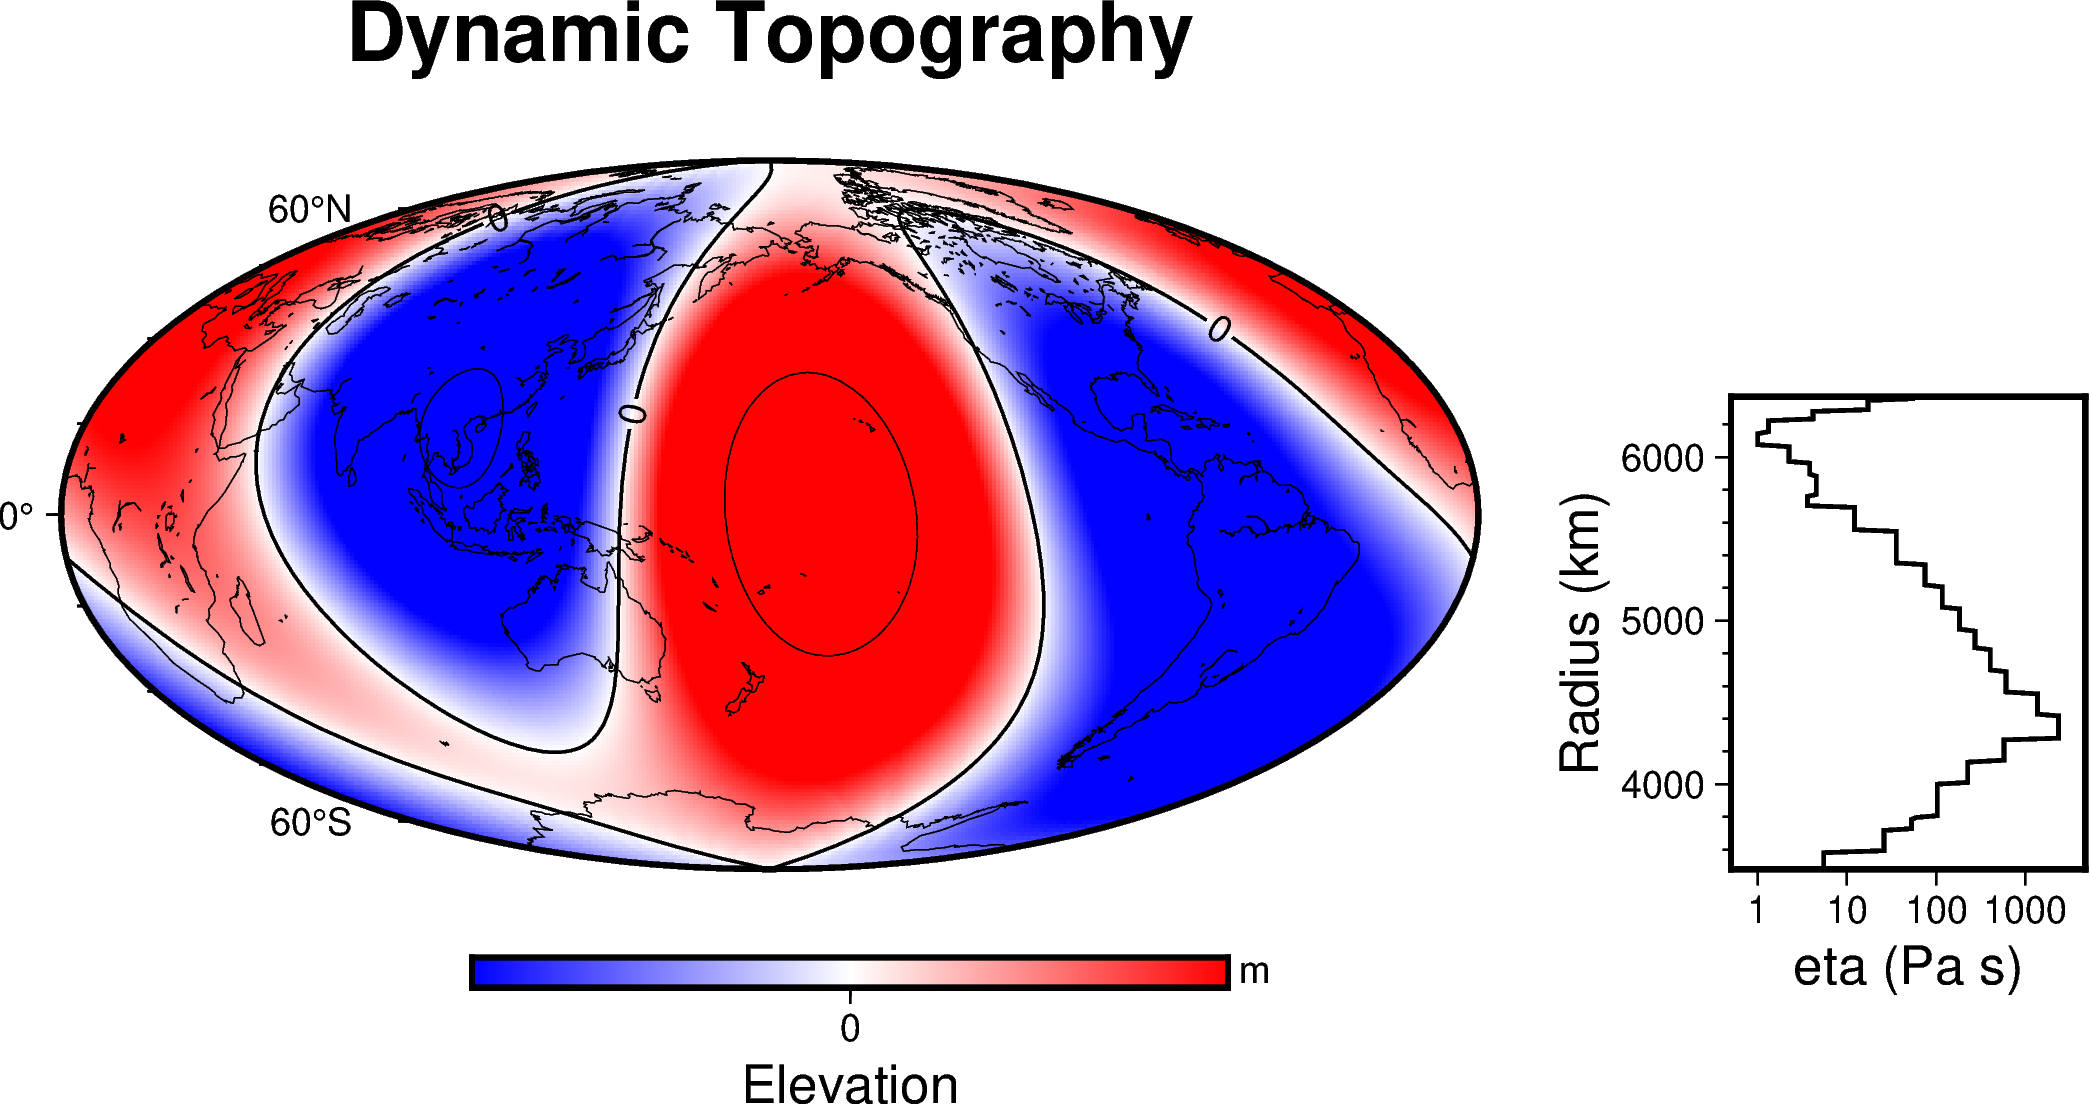 Dynamic Topography
60°N
0
0
0
0°
60°S
m
0
Elevation
Radius (km)
6000
5000
4000
1 10 100 1000
eta (Pa s)